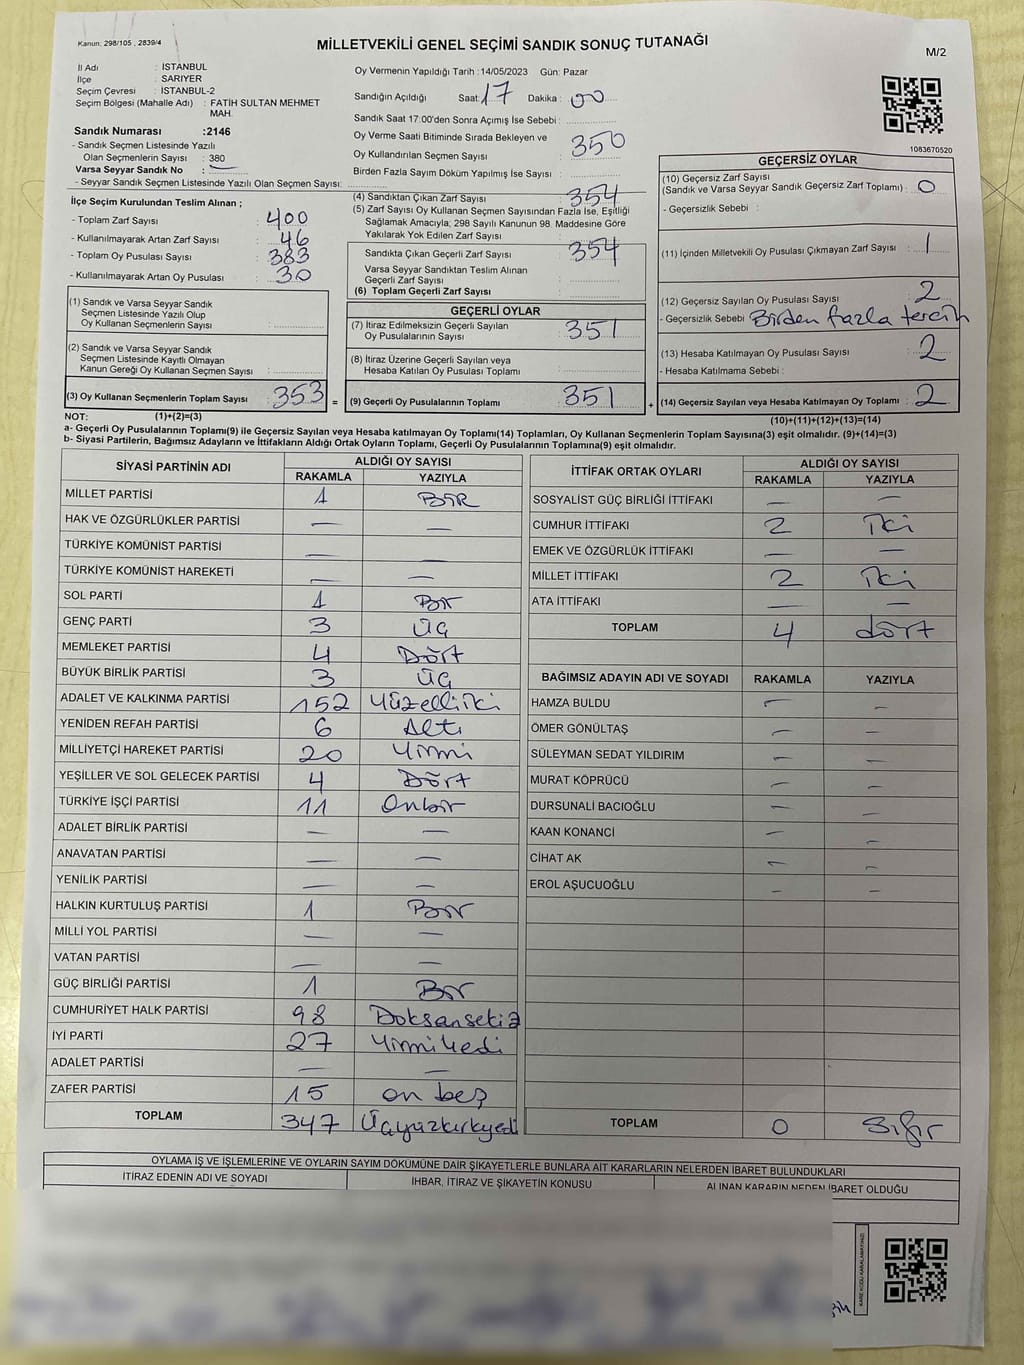 Kanun: 298/105 , 2839/4
MİLLETVEKİLİ GENEL SEÇİMİ SANDIK SONUÇ TUTANAĞI
M/2
İl Adı : İSTANBUL
İlçe : SARIYER
Seçim Çevresi : İSTANBUL-2
Seçim Bölgesi (Mahalle Adı) : FATİH SULTAN MEHMET MAH.
Sandık Numarası :2146
- Sandık Seçmen Listesinde Yazılı
Olan Seçmenlerin Sayısı : 380
Varsa Seyyar Sandık No :
- Seyyar Sandık Seçmen Listesinde Yazılı Olan Seçmen Sayısı:
İlçe Seçim Kurulundan Teslim Alınan ;
- Toplam Zarf Sayısı : 400
- Kullanılmayarak Artan Zarf Sayısı : 46
- Toplam Oy Pusulası Sayısı : 383
- Kullanılmayarak Artan Oy Pusulası : 30
(1) Sandık ve Varsa Seyyar Sandık
Seçmen Listesinde Yazılı Olup
Oy Kullanan Seçmenlerin Sayısı :
(2) Sandık ve Varsa Seyyar Sandık
Seçmen Listesinde Kayıtlı Olmayan
Kanun Gereği Oy Kullanan Seçmen Sayısı :
(3) Oy Kullanan Seçmenlerin Toplam Sayısı : 353 =
Oy Vermenin Yapıldığı Tarih :14/05/2023 Gün: Pazar
Sandığın Açıldığı Saat: 17 Dakika : 00
Sandık Saat 17:00'den Sonra Açımış İse Sebebi :
Oy Verme Saati Bitiminde Sırada Bekleyen ve
Oy Kullandırılan Seçmen Sayısı : 350
Birden Fazla Sayım Döküm Yapılmış İse Sayısı :
(4) Sandıktan Çıkan Zarf Sayısı : 354
(5) Zarf Sayısı Oy Kullanan Seçmen Sayısından Fazla İse, Eşitliği
Sağlamak Amacıyla, 298 Sayılı Kanunun 98. Maddesine Göre
Yakılarak Yok Edilen Zarf Sayısı :
Sandıkta Çıkan Geçerli Zarf Sayısı : 354
Varsa Seyyar Sandıktan Teslim Alınan
Geçerli Zarf Sayısı :
(6) Toplam Geçerli Zarf Sayısı :
GEÇERLİ OYLAR
(7) İtiraz Edilmeksizin Geçerli Sayılan
Oy Pusulalarının Sayısı : 351
(8) İtiraz Üzerine Geçerli Sayılan veya
Hesaba Katılan Oy Pusulası Toplamı :
(9) Geçerli Oy Pusulalarının Toplamı : 351 +
1083670520
GEÇERSİZ OYLAR
(10) Geçersiz Zarf Sayısı
(Sandık ve Varsa Seyyar Sandık Geçersiz Zarf Toplamı) : 0
- Geçersizlik Sebebi :
(11) İçinden Milletvekili Oy Pusulası Çıkmayan Zarf Sayısı : 1
(12) Geçersiz Sayılan Oy Pusulası Sayısı : 2
- Geçersizlik Sebebi : Birden fazla tercih
(13) Hesaba Katılmayan Oy Pusulası Sayısı : 2
- Hesaba Katılmama Sebebi :
(14) Geçersiz Sayılan veya Hesaba Katılmayan Oy Toplamı : 2
NOT: (1)+(2)=(3) (10)+(11)+(12)+(13)=(14)
a- Geçerli Oy Pusulalarının Toplamı(9) ile Geçersiz Sayılan veya Hesaba katılmayan Oy Toplamı(14) Toplamları, Oy Kullanan Seçmenlerin Toplam Sayısına(3) eşit olmalıdır. (9)+(14)=(3)
b- Siyasi Partilerin, Bağımsız Adayların ve İttifakların Aldığı Ortak Oyların Toplamı, Geçerli Oy Pusulalarının Toplamına(9) eşit olmalıdır.
SİYASİ PARTİNİN ADI ALDIĞI OY SAYISI
RAKAMLA YAZIYLA
MİLLET PARTİSİ 1 BİR
HAK VE ÖZGÜRLÜKLER PARTİSİ — —
TÜRKİYE KOMÜNİST PARTİSİ — —
TÜRKİYE KOMÜNİST HAREKETİ — —
SOL PARTİ 1 Bir
GENÇ PARTİ 3 üç
MEMLEKET PARTİSİ 4 Dört
BÜYÜK BİRLİK PARTİSİ 3 üç
ADALET VE KALKINMA PARTİSİ 152 Yüzelliiki
YENİDEN REFAH PARTİSİ 6 Altı
MİLLİYETÇİ HAREKET PARTİSİ 20 Yirmi
YEŞİLLER VE SOL GELECEK PARTİSİ 4 Dört
TÜRKİYE İŞÇİ PARTİSİ 11 Onbir
ADALET BİRLİK PARTİSİ — —
ANAVATAN PARTİSİ — —
YENİLİK PARTİSİ — —
HALKIN KURTULUŞ PARTİSİ 1 Bir
MİLLİ YOL PARTİSİ — —
VATAN PARTİSİ — —
GÜÇ BİRLİĞİ PARTİSİ 1 Bir
CUMHURİYET HALK PARTİSİ 98 Doksansekiz
İYİ PARTİ 27 Yirmiyedi
ADALET PARTİSİ — —
ZAFER PARTİSİ 15 on beş
TOPLAM 347 Üçyüzkırkyedi
İTTİFAK ORTAK OYLARI ALDIĞI OY SAYISI
RAKAMLA YAZIYLA
SOSYALİST GÜÇ BİRLİĞİ İTTİFAKI — —
CUMHUR İTTİFAKI 2 iki
EMEK VE ÖZGÜRLÜK İTTİFAKI — —
MİLLET İTTİFAKI 2 iki
ATA İTTİFAKI — —
TOPLAM 4 dört
BAĞIMSIZ ADAYIN ADI VE SOYADI RAKAMLA YAZIYLA
HAMZA BULDU — —
ÖMER GÖNÜLTAŞ — —
SÜLEYMAN SEDAT YILDIRIM — —
MURAT KÖPRÜCÜ — —
DURSUNALİ BACIOĞLU — —
KAAN KONANCİ — —
CİHAT AK — —
EROL AŞUCUOĞLU — —
TOPLAM 0 Sıfır
OYLAMA İŞ VE İŞLEMLERİNE VE OYLARIN SAYIM DÖKÜMÜNE DAİR ŞİKAYETLERLE BUNLARA AİT KARARLARIN NELERDEN İBARET BULUNDUKLARI
İTİRAZ EDENİN ADI VE SOYADI İHBAR, İTİRAZ VE ŞİKAYETİN KONUSU ALINAN KARARIN NEDEN İBARET OLDUĞU
KARE KODU KARALAMAYINIZ!